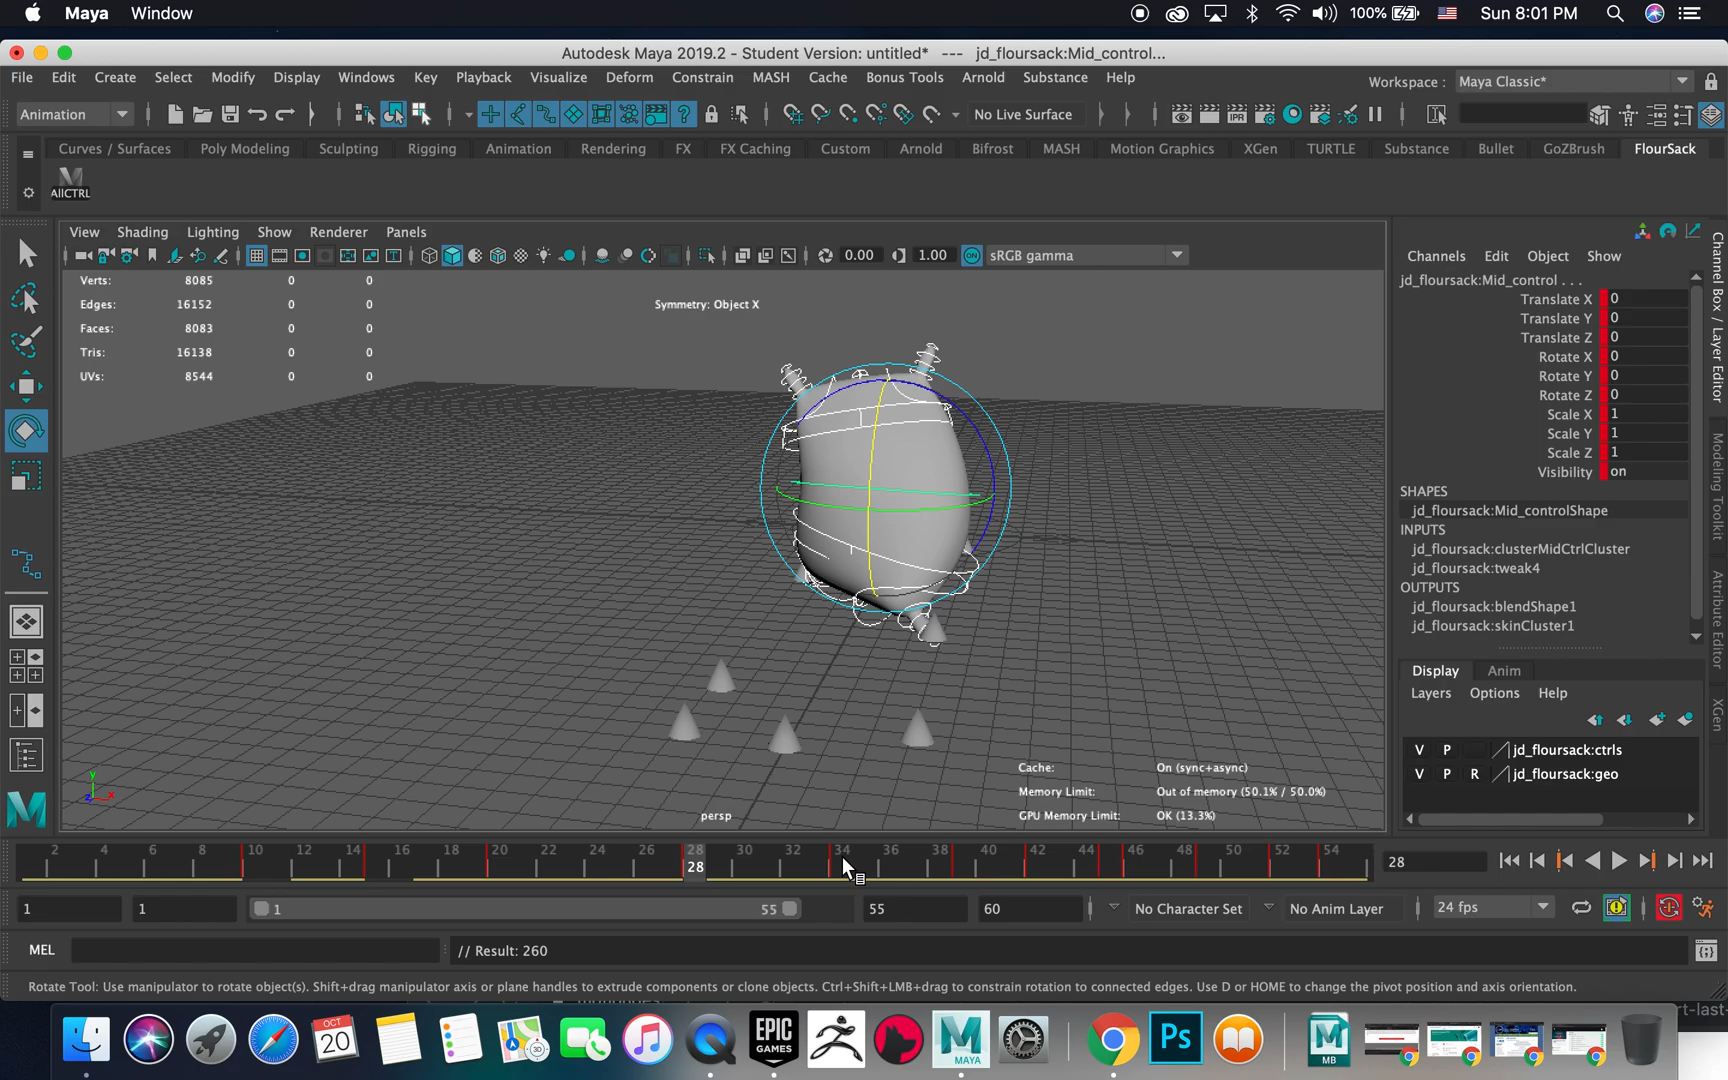 Maya Window 100% Sun 8:01 PM
Autodesk Maya 2019.2 - Student Version: untitled* --- jd_floursack:Mid_control...
File Edit Create Select Modify Display Windows Key Playback Visualize Deform Constrain MASH Cache Bonus Tools Arnold Substance Help Workspace : Maya Classic*
Animation No Live Surface
Curves / Surfaces Poly Modeling Sculpting Rigging Animation Rendering FX FX Caching Custom Arnold Bifrost MASH Motion Graphics XGen TURTLE Substance Bullet GoZBrush FlourSack
AllCTRL
View Shading Lighting Show Renderer Panels
0.00 1.00 sRGB gamma
Verts: 8085 0 0
Edges: 16152 0 0
Faces: 8083 0 0
Tris: 16138 0 0
UVs: 8544 0 0
Symmetry: Object X
Cache: On (sync+async)
Memory Limit: Out of memory (50.1% / 50.0%)
GPU Memory Limit: OK (13.3%)
persp
y
z x
Channels Edit Object Show
jd_floursack:Mid_control . . .
Translate X 0
Translate Y 0
Translate Z 0
Rotate X 0
Rotate Y 0
Rotate Z 0
Scale X 1
Scale Y 1
Scale Z 1
Visibility on
SHAPES
jd_floursack:Mid_controlShape
INPUTS
jd_floursack:clusterMidCtrlCluster
jd_floursack:tweak4
OUTPUTS
jd_floursack:blendShape1
jd_floursack:skinCluster1
Display Anim
Layers Options Help
V P jd_floursack:ctrls
V P R jd_floursack:geo
Channel Box / Layer Editor
Modeling Toolkit
Attribute Editor
XGen
2 4 6 8 10 12 14 16 18 20 22 24 26 28 30 32 34 36 38 40 42 44 46 48 50 52 54
28 28
1 1 1 55 55 60 No Character Set No Anim Layer 24 fps
MEL // Result: 260
Rotate Tool: Use manipulator to rotate object(s). Shift+drag manipulator axis or plane handles to extrude components or clone objects. Ctrl+Shift+LMB+drag to constrain rotation to connected edges. Use D or HOME to change the pivot position and axis orientation.
OCT
20
EPIC
GAMES
MAYA
Ps
MB
rt-last-